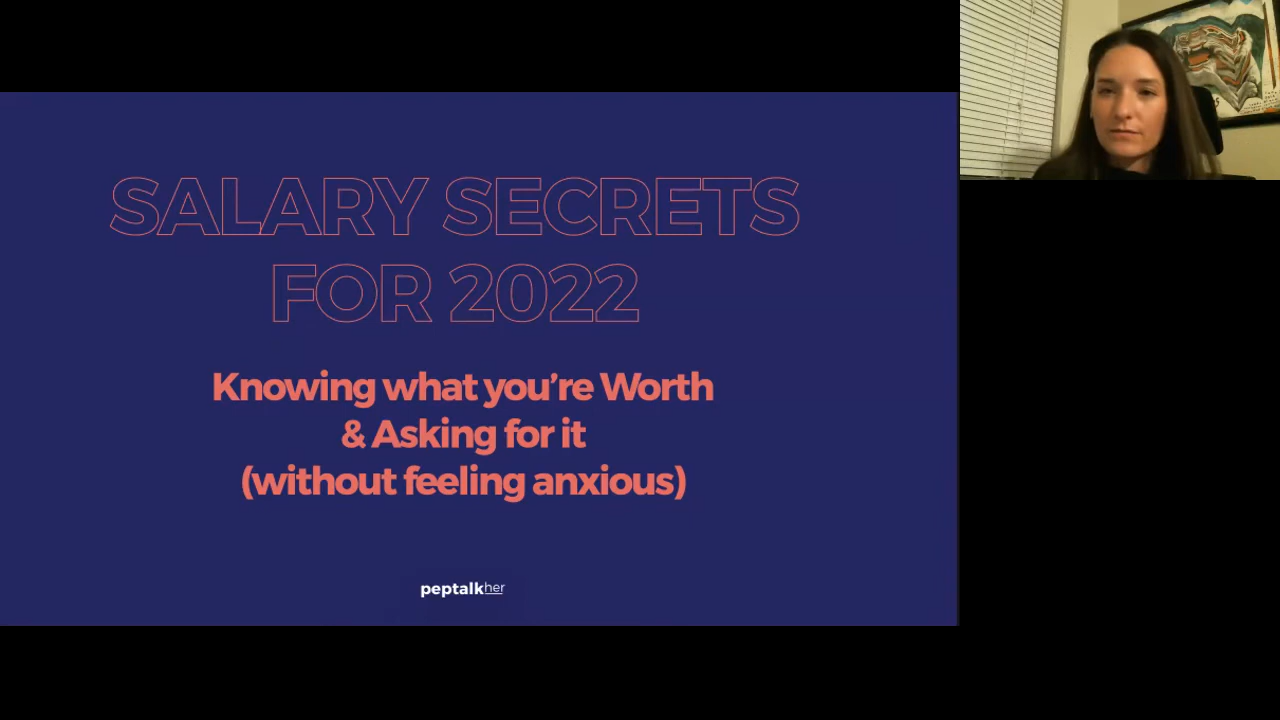 SALARY SECRETS
FOR 2022
Knowing what you’re Worth
& Asking for it
(without feeling anxious)
peptalkher